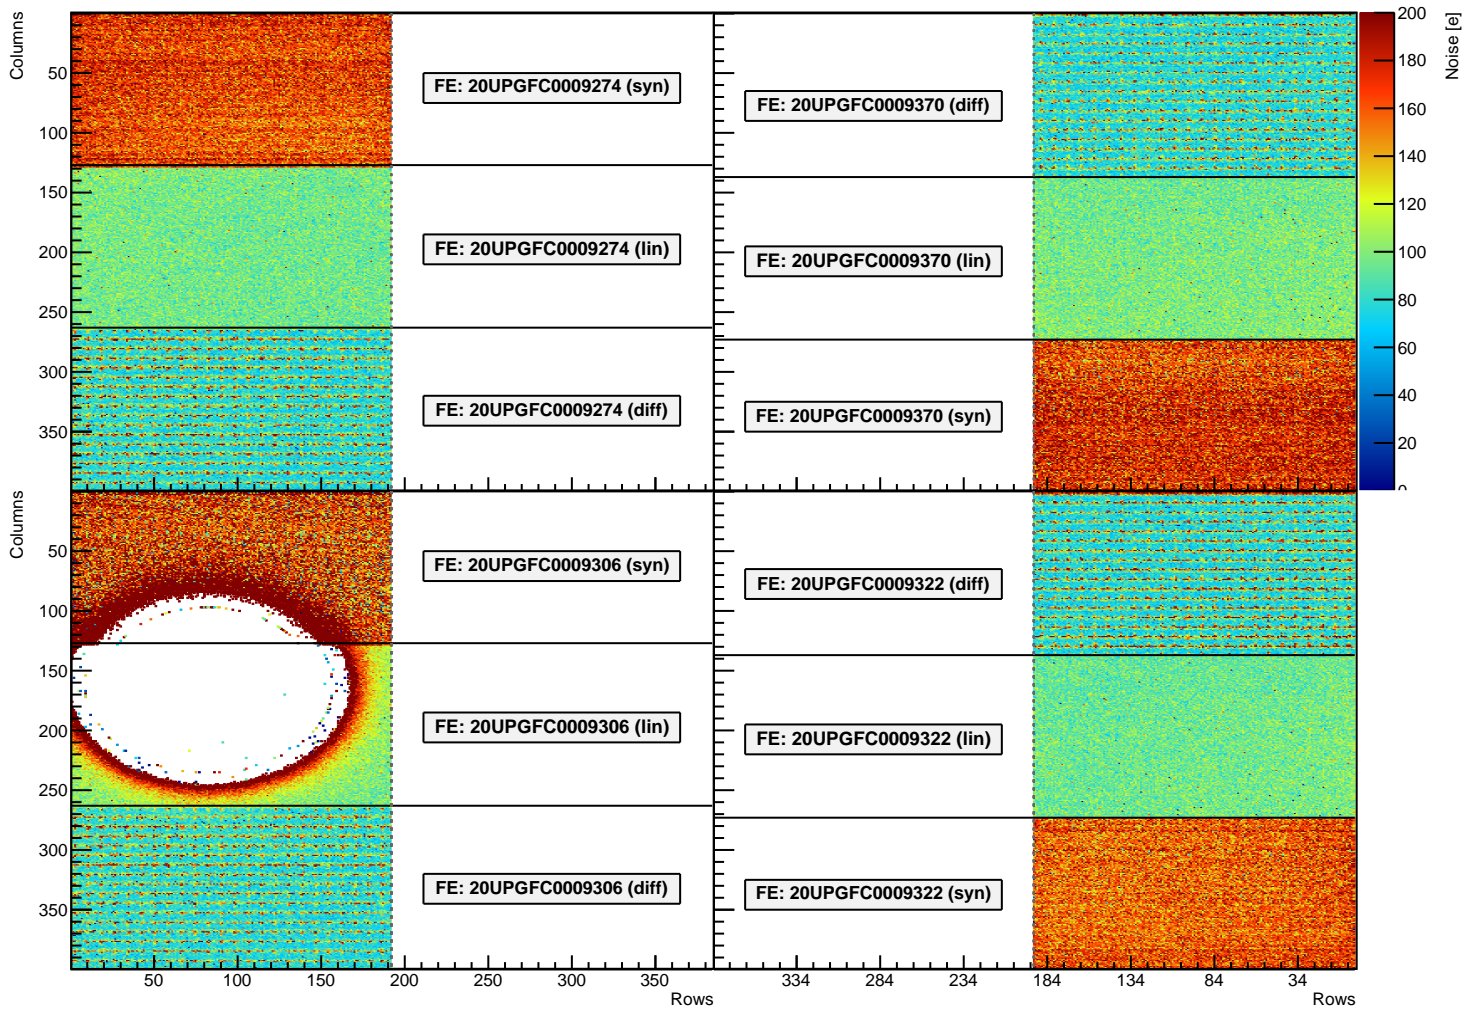 Columns
50
100
150
200
250
300
350
FE: 20UPGFC0009274 (syn)
FE: 20UPGFC0009274 (lin)
FE: 20UPGFC0009274 (diff)
FE: 20UPGFC0009370 (diff)
FE: 20UPGFC0009370 (lin)
FE: 20UPGFC0009370 (syn)
Noise [e]
200
180
160
140
120
100
80
60
40
20
0
Columns
50
100
150
200
250
300
350
FE: 20UPGFC0009306 (syn)
FE: 20UPGFC0009306 (lin)
FE: 20UPGFC0009306 (diff)
FE: 20UPGFC0009322 (diff)
FE: 20UPGFC0009322 (lin)
FE: 20UPGFC0009322 (syn)
50 100 150 200 250 300 350
Rows
334 284 234 184 134 84 34
Rows